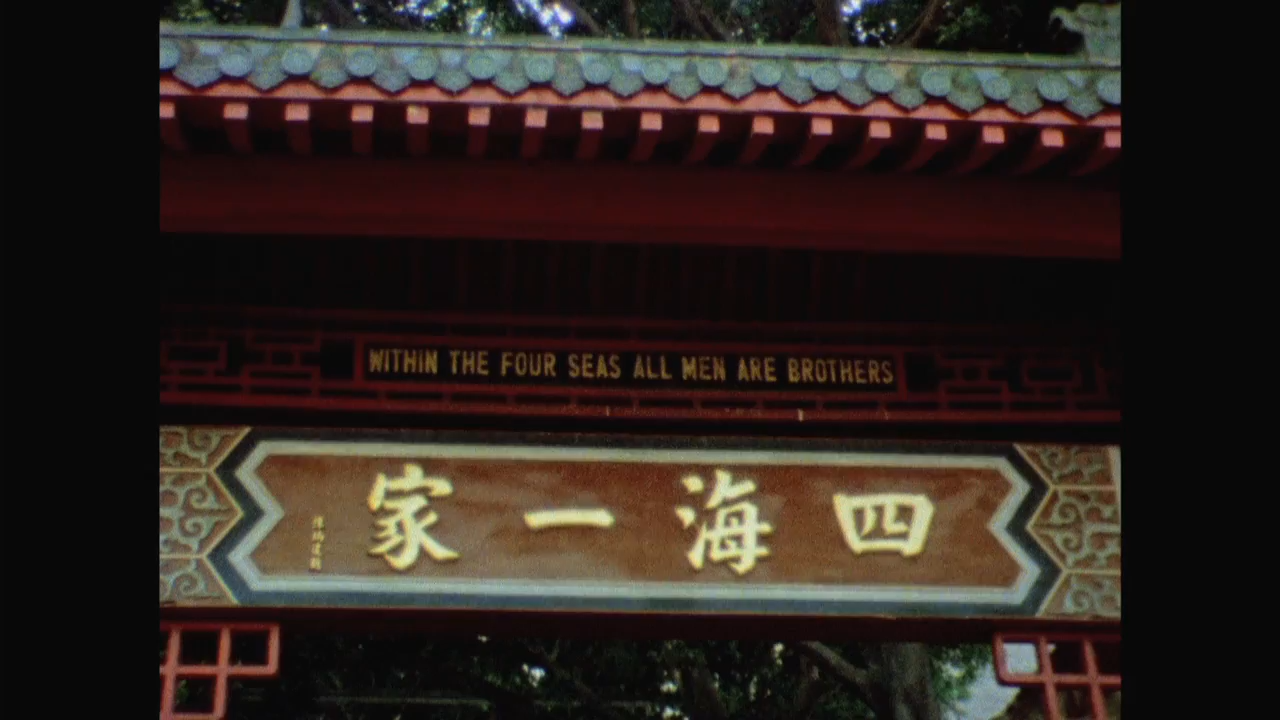 WITHIN THE FOUR SEAS ALL MEN ARE BROTHERS
四海一家